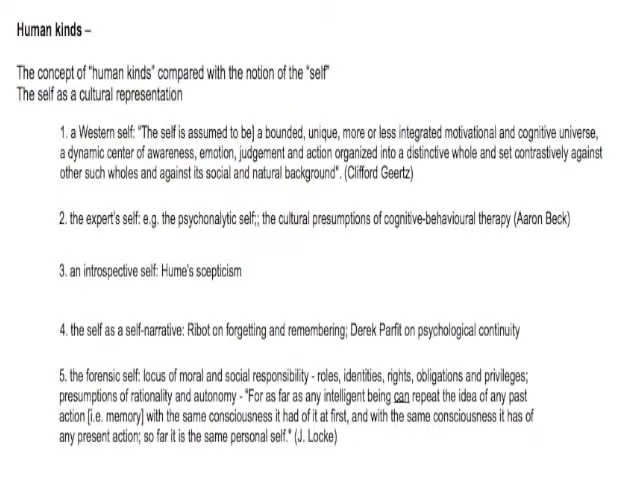 Human kinds –
The concept of "human kinds" compared with the notion of the "self"
The self as a cultural representation
1. a Western self: "The self is assumed to be] a bounded, unique, more or less integrated motivational and cognitive universe,
a dynamic center of awareness, emotion, judgement and action organized into a distinctive whole and set contrastively against
other such wholes and against its social and natural background". (Clifford Geertz)
2. the expert's self: e.g. the psychonalytic self;; the cultural presumptions of cognitive-behavioural therapy (Aaron Beck)
3. an introspective self: Hume's scepticism
4. the self as a self-narrative: Ribot on forgetting and remembering; Derek Parfit on psychological continuity
5. the forensic self: locus of moral and social responsibility - roles, identities, rights, obligations and privileges;
presumptions of rationality and autonomy - "For as far as any intelligent being can repeat the idea of any past
action [i.e. memory] with the same consciousness it had of it at first, and with the same consciousness it has of
any present action; so far it is the same personal self." (J. Locke)